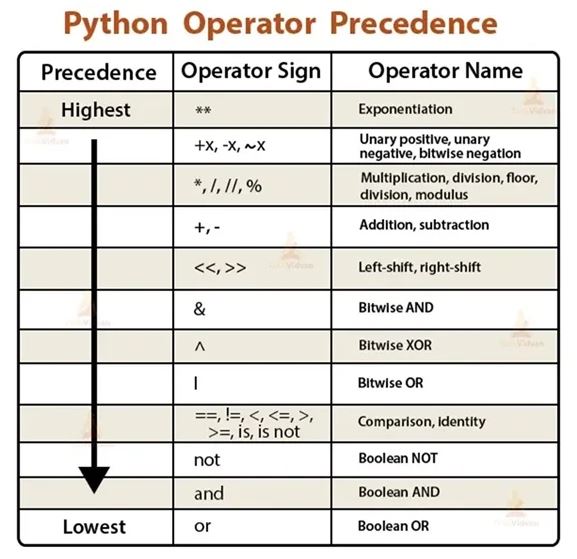 Python Operator Precedence
Precedence Operator Sign Operator Name
Highest ** Exponentiation
+x, -x, ~x Unary positive, unary
negative, bitwise negation
*, /, //, % Multiplication, division, floor,
division, modulus
+, - Addition, subtraction
<<, >> Left-shift, right-shift
& Bitwise AND
^ Bitwise XOR
| Bitwise OR
==, !=, <, <=, >,
>=, is, is not Comparison, identity
not Boolean NOT
and Boolean AND
Lowest or Boolean OR